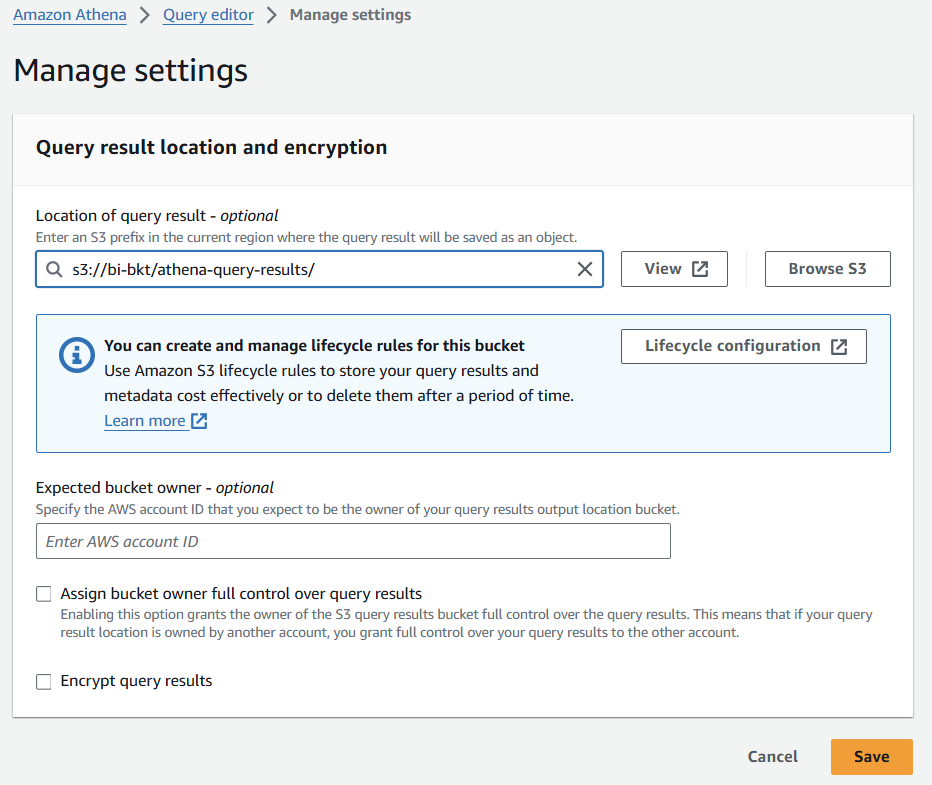 Amazon Athena > Query editor > Manage settings
Manage settings
Query result location and encryption
Location of query result - optional
Enter an S3 prefix in the current region where the query result will be saved as an object.
s3://bi-bkt/athena-query-results/ View Browse S3
You can create and manage lifecycle rules for this bucket Lifecycle configuration
Use Amazon S3 lifecycle rules to store your query results and
metadata cost effectively or to delete them after a period of time.
Learn more
Expected bucket owner - optional
Specify the AWS account ID that you expect to be the owner of your query results output location bucket.
Enter AWS account ID
Assign bucket owner full control over query results
Enabling this option grants the owner of the S3 query results bucket full control over the query results. This means that if your query
result location is owned by another account, you grant full control over your query results to the other account.
Encrypt query results
Cancel Save